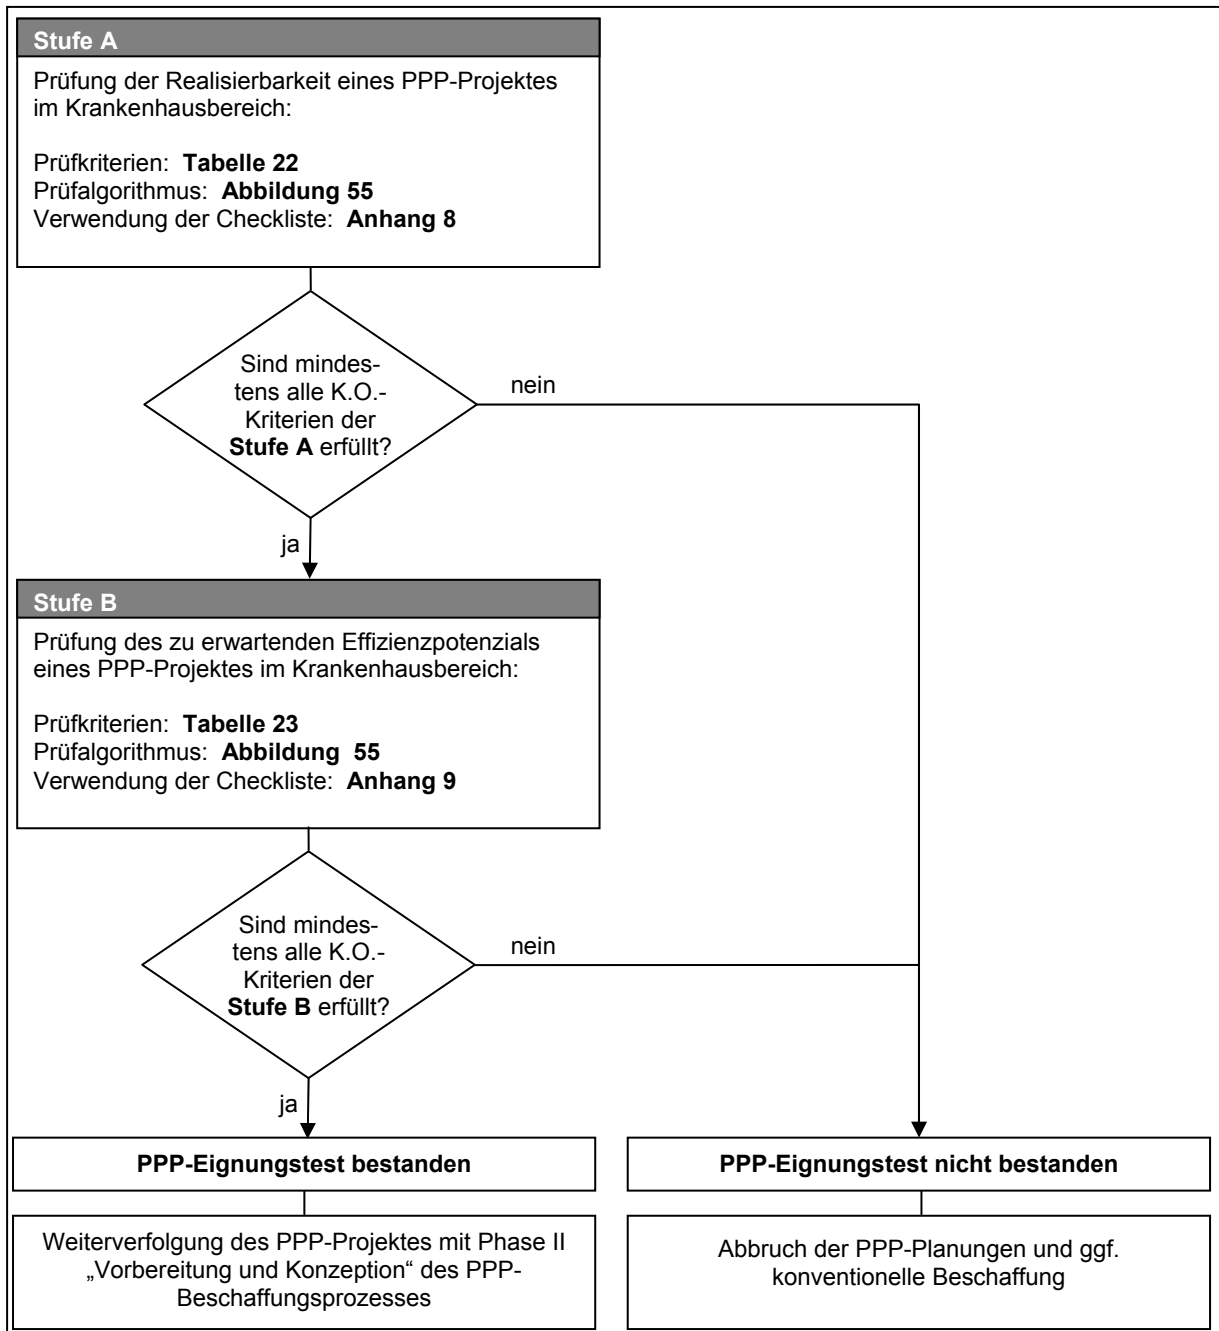 Stufe A
Prüfung der Realisierbarkeit eines PPP-Projektes
im Krankenhausbereich:
Prüfkriterien: Tabelle 22
Prüfalgorithmus: Abbildung 55
Verwendung der Checkliste: Anhang 8
Sind mindes-
tens alle K.O.-
Kriterien der
Stufe A erfüllt?
nein
ja
Stufe B
Prüfung des zu erwartenden Effizienzpotenzials
eines PPP-Projektes im Krankenhausbereich:
Prüfkriterien: Tabelle 23
Prüfalgorithmus: Abbildung 55
Verwendung der Checkliste: Anhang 9
Sind mindes-
tens alle K.O.-
Kriterien der
Stufe B erfüllt?
nein
ja
PPP-Eignungstest bestanden
PPP-Eignungstest nicht bestanden
Weiterverfolgung des PPP-Projektes mit Phase II
„Vorbereitung und Konzeption“ des PPP-
Beschaffungsprozesses
Abbruch der PPP-Planungen und ggf.
konventionelle Beschaffung